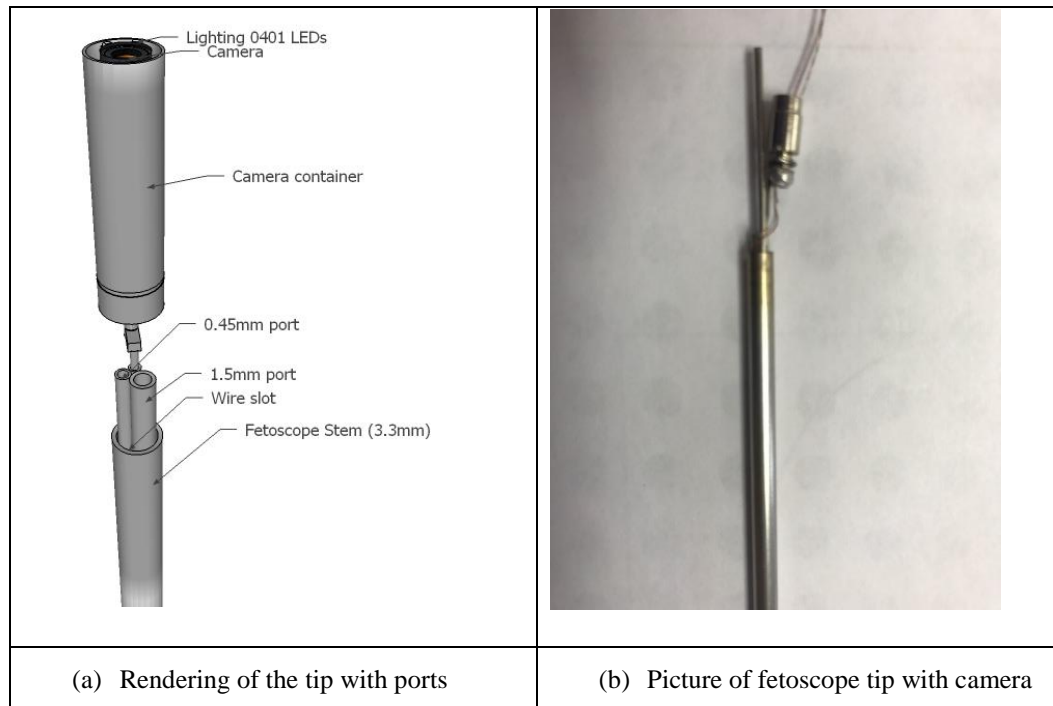 Lighting 0401 LEDs
Camera
Camera container
0.45mm port
1.5mm port
Wire slot
Fetoscope Stem (3.3mm)
(a) Rendering of the tip with ports
(b) Picture of fetoscope tip with camera